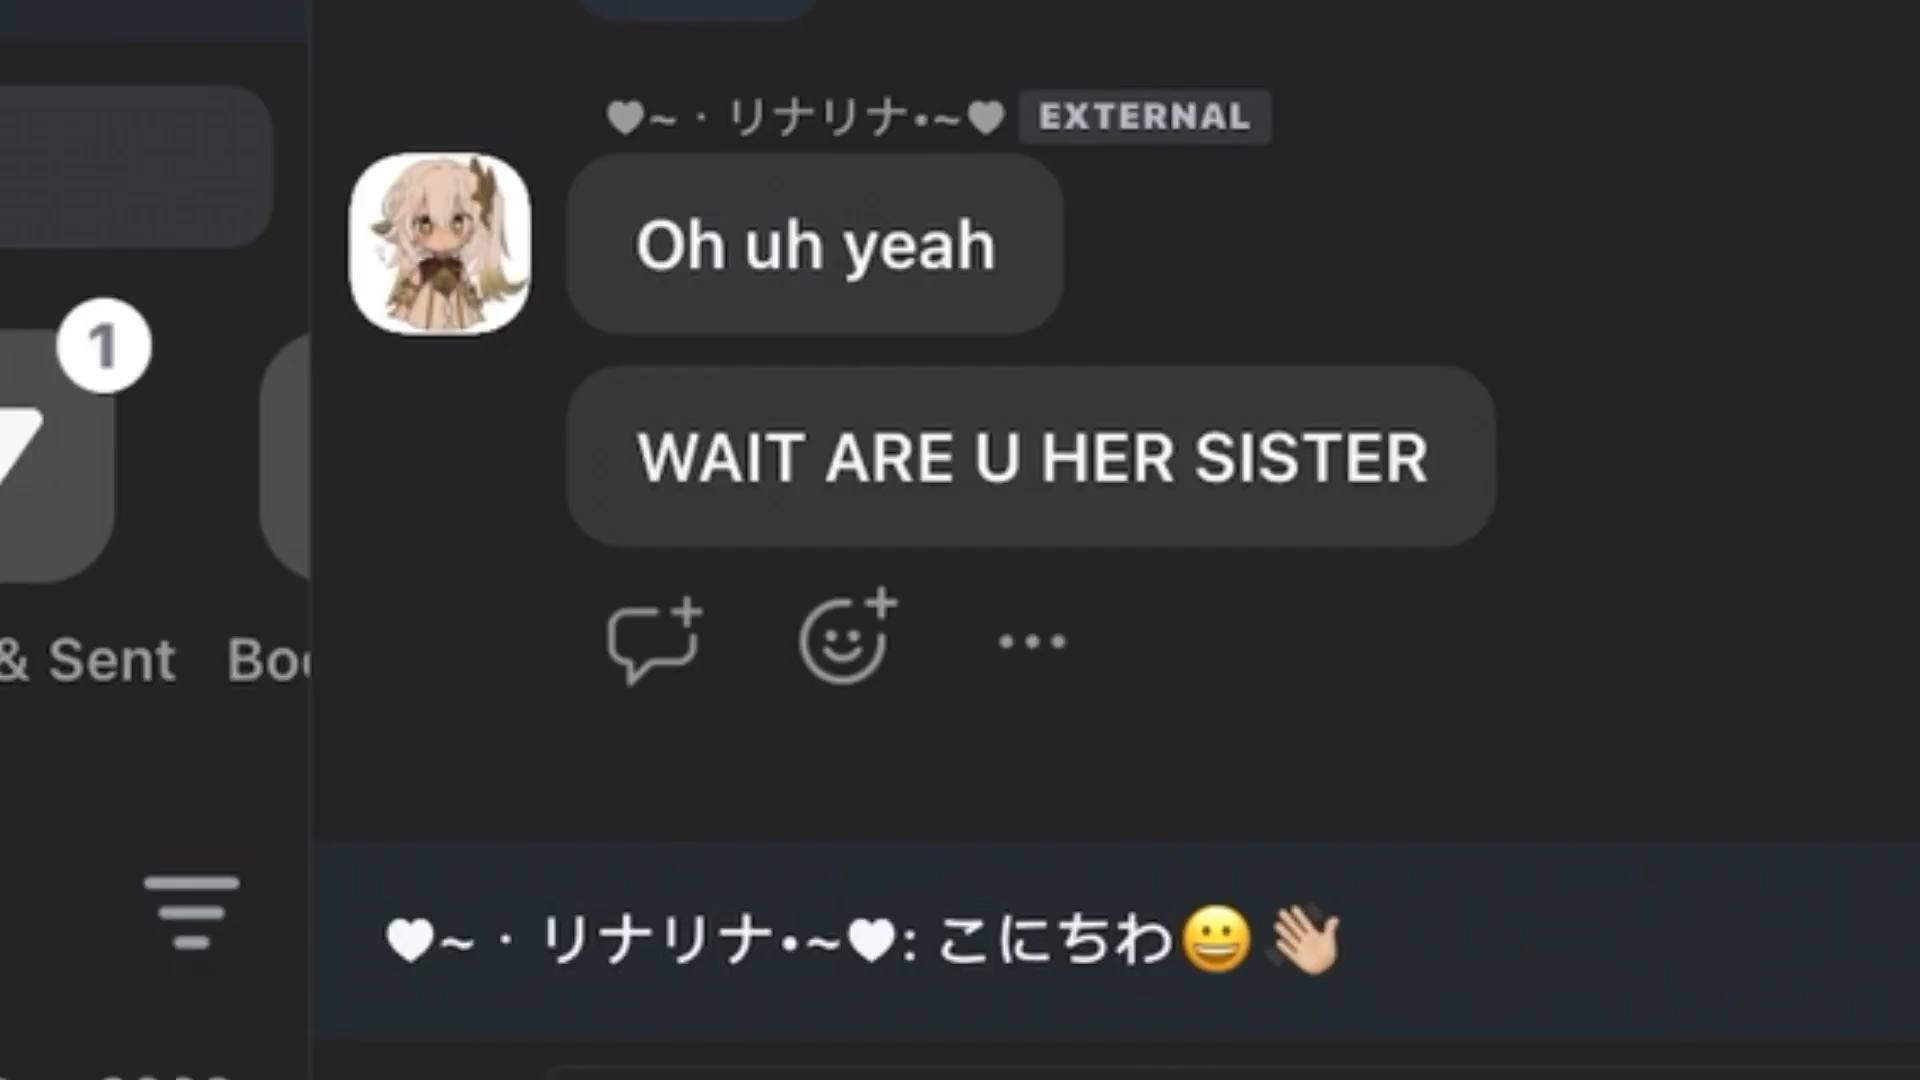 ♥~ · リナリナ•~♥ EXTERNAL
Oh uh yeah
WAIT ARE U HER SISTER
1
& Sent
♥~ · リナリナ•~♥: こにちわ😀👋🏼